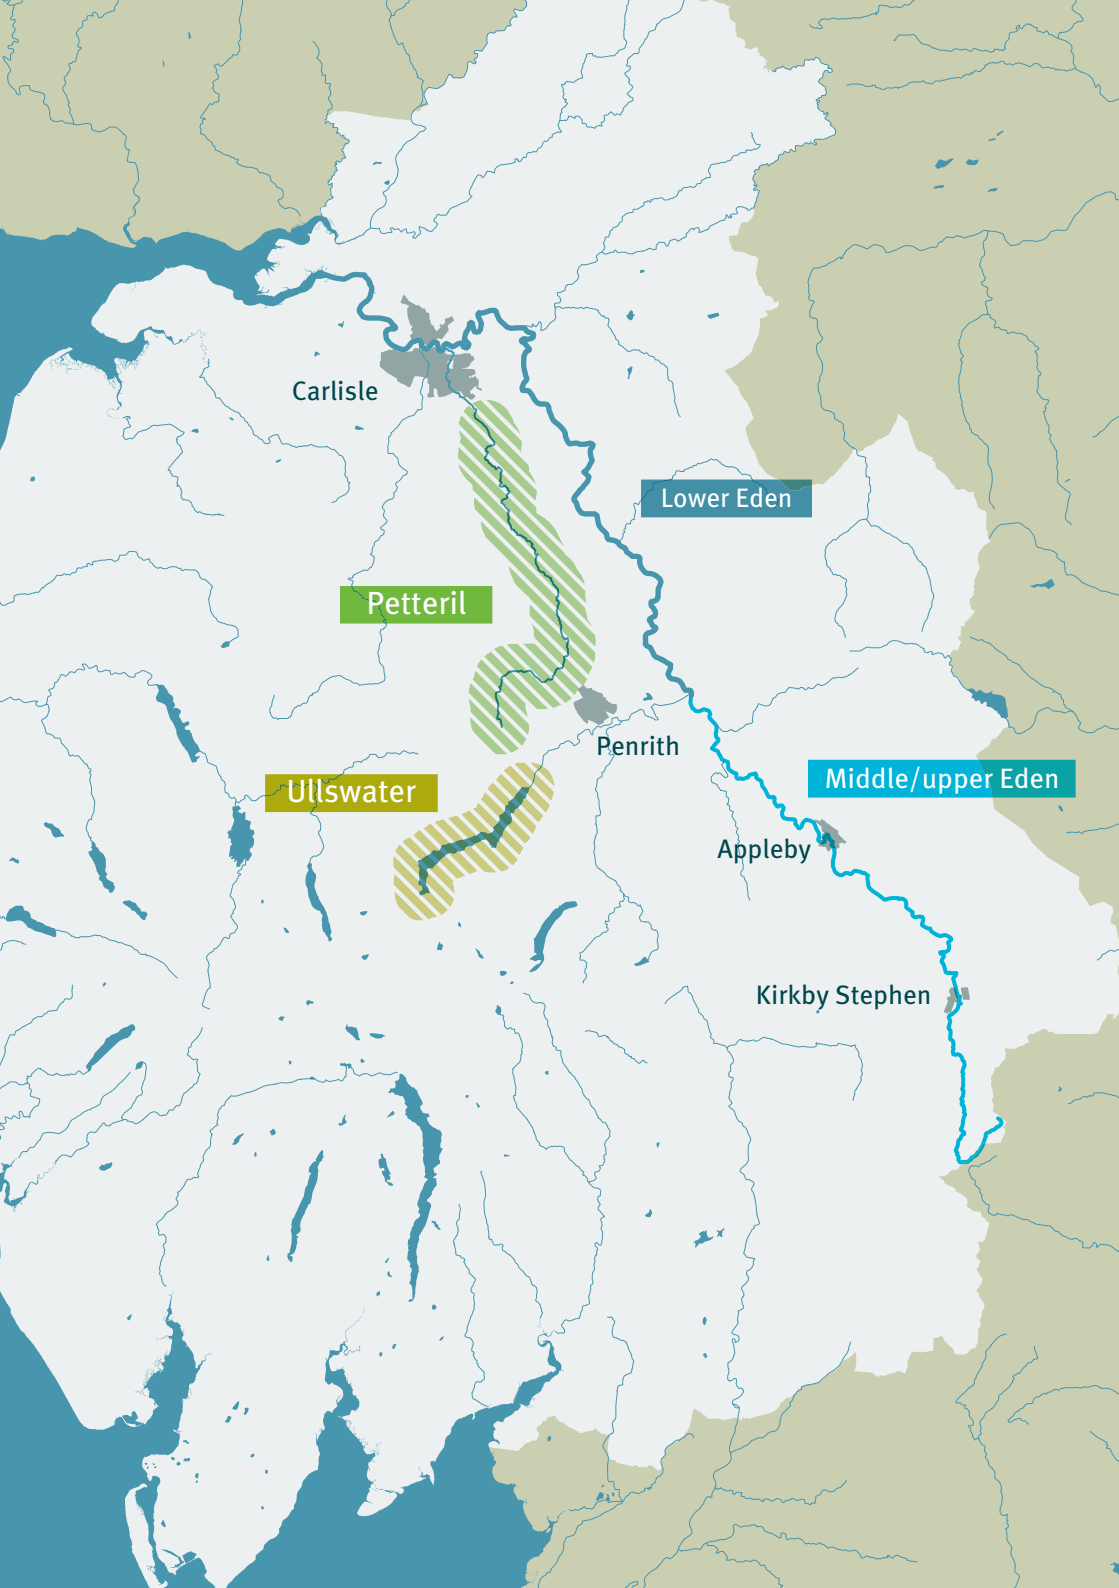 Carlisle
Lower Eden
Petteril
Penrith
Ullswater
Middle/upper Eden
Appleby
Kirkby Stephen